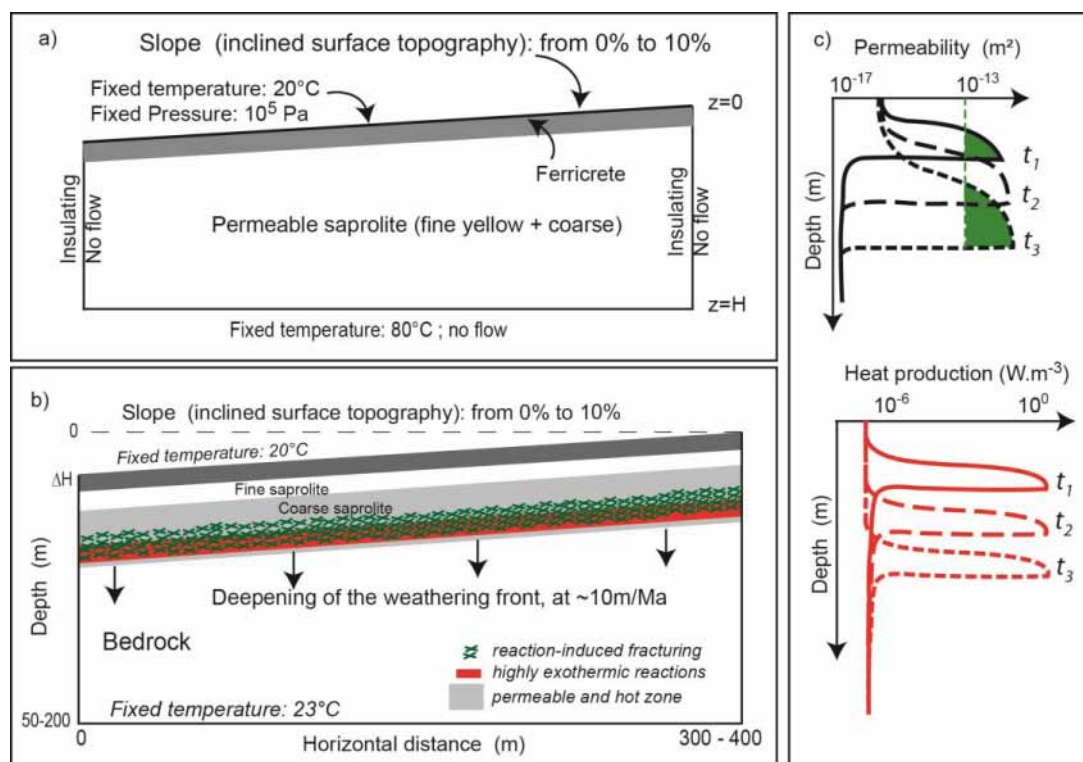 a)
Slope (inclined surface topography): from 0% to 10%
Fixed temperature: 20°C
Fixed Pressure: 10⁵ Pa
z=0
Ferricrete
Insulating
No flow
Permeable saprolite (fine yellow + coarse)
Insulating
No flow
z=H
Fixed temperature: 80°C ; no flow
b)
Slope (inclined surface topography): from 0% to 10%
0
Fixed temperature: 20°C
ΔH
Fine saprolite
Coarse saprolite
Depth (m)
Deepening of the weathering front, at ~10m/Ma
Bedrock
reaction-induced fracturing
highly exothermic reactions
permeable and hot zone
Fixed temperature: 23°C
50-200
0
Horizontal distance (m)
300 - 400
c)
Permeability (m²)
10⁻¹⁷
10⁻¹³
t₁
t₂
t₃
Depth (m)
Heat production (W.m⁻³)
10⁻⁶
10⁰
t₁
t₂
t₃
Depth (m)